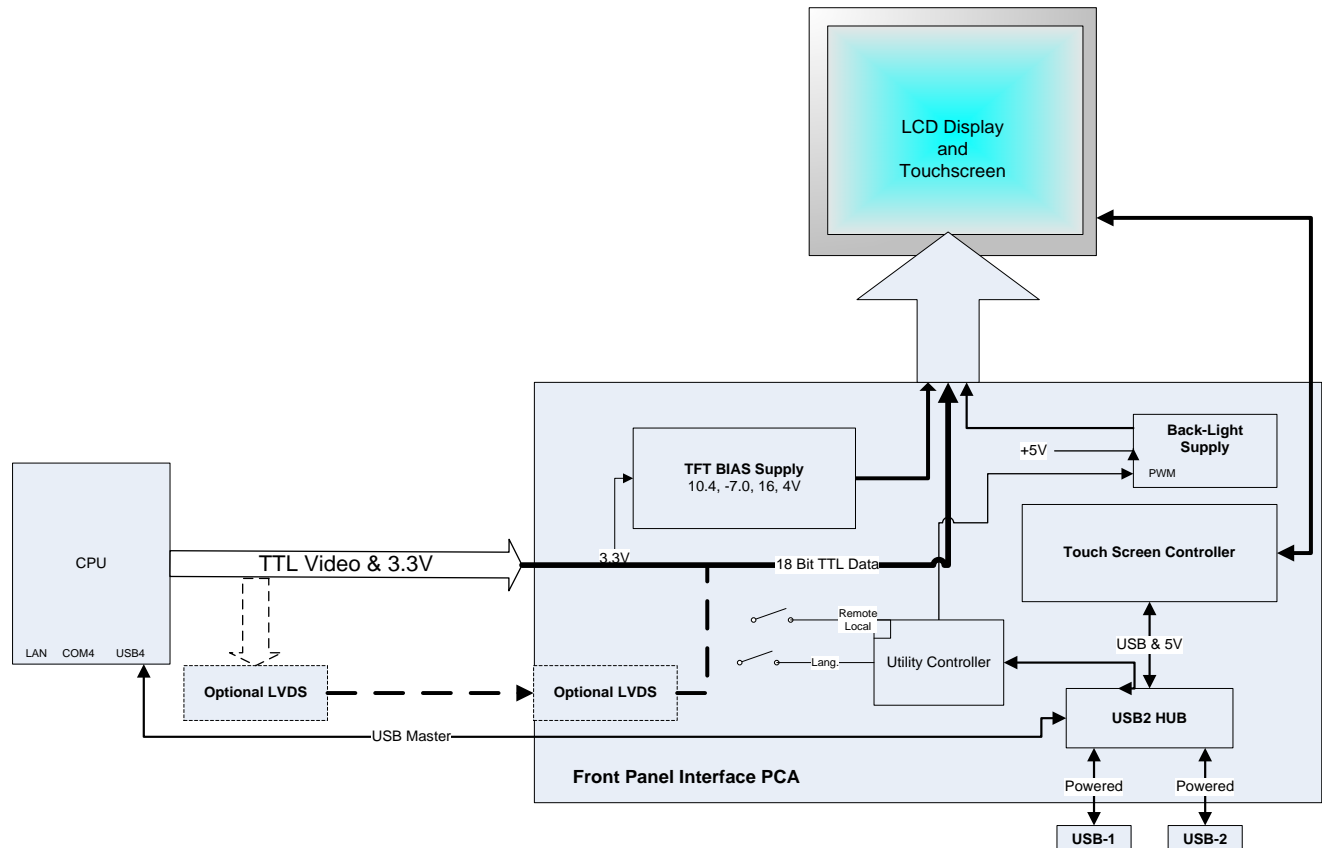 LCD Display
and
Touchscreen
Back-Light
Supply
+5V
PWM
TFT BIAS Supply
10.4, -7.0, 16, 4V
CPU
TTL Video & 3.3V
3.3V
18 Bit TTL Data
Touch Screen Controller
Remote
Local
USB & 5V
LAN COM4 USB4
Lang.
Utility Controller
Optional LVDS
Optional LVDS
USB2 HUB
USB Master
Front Panel Interface PCA
Powered
Powered
USB-1
USB-2